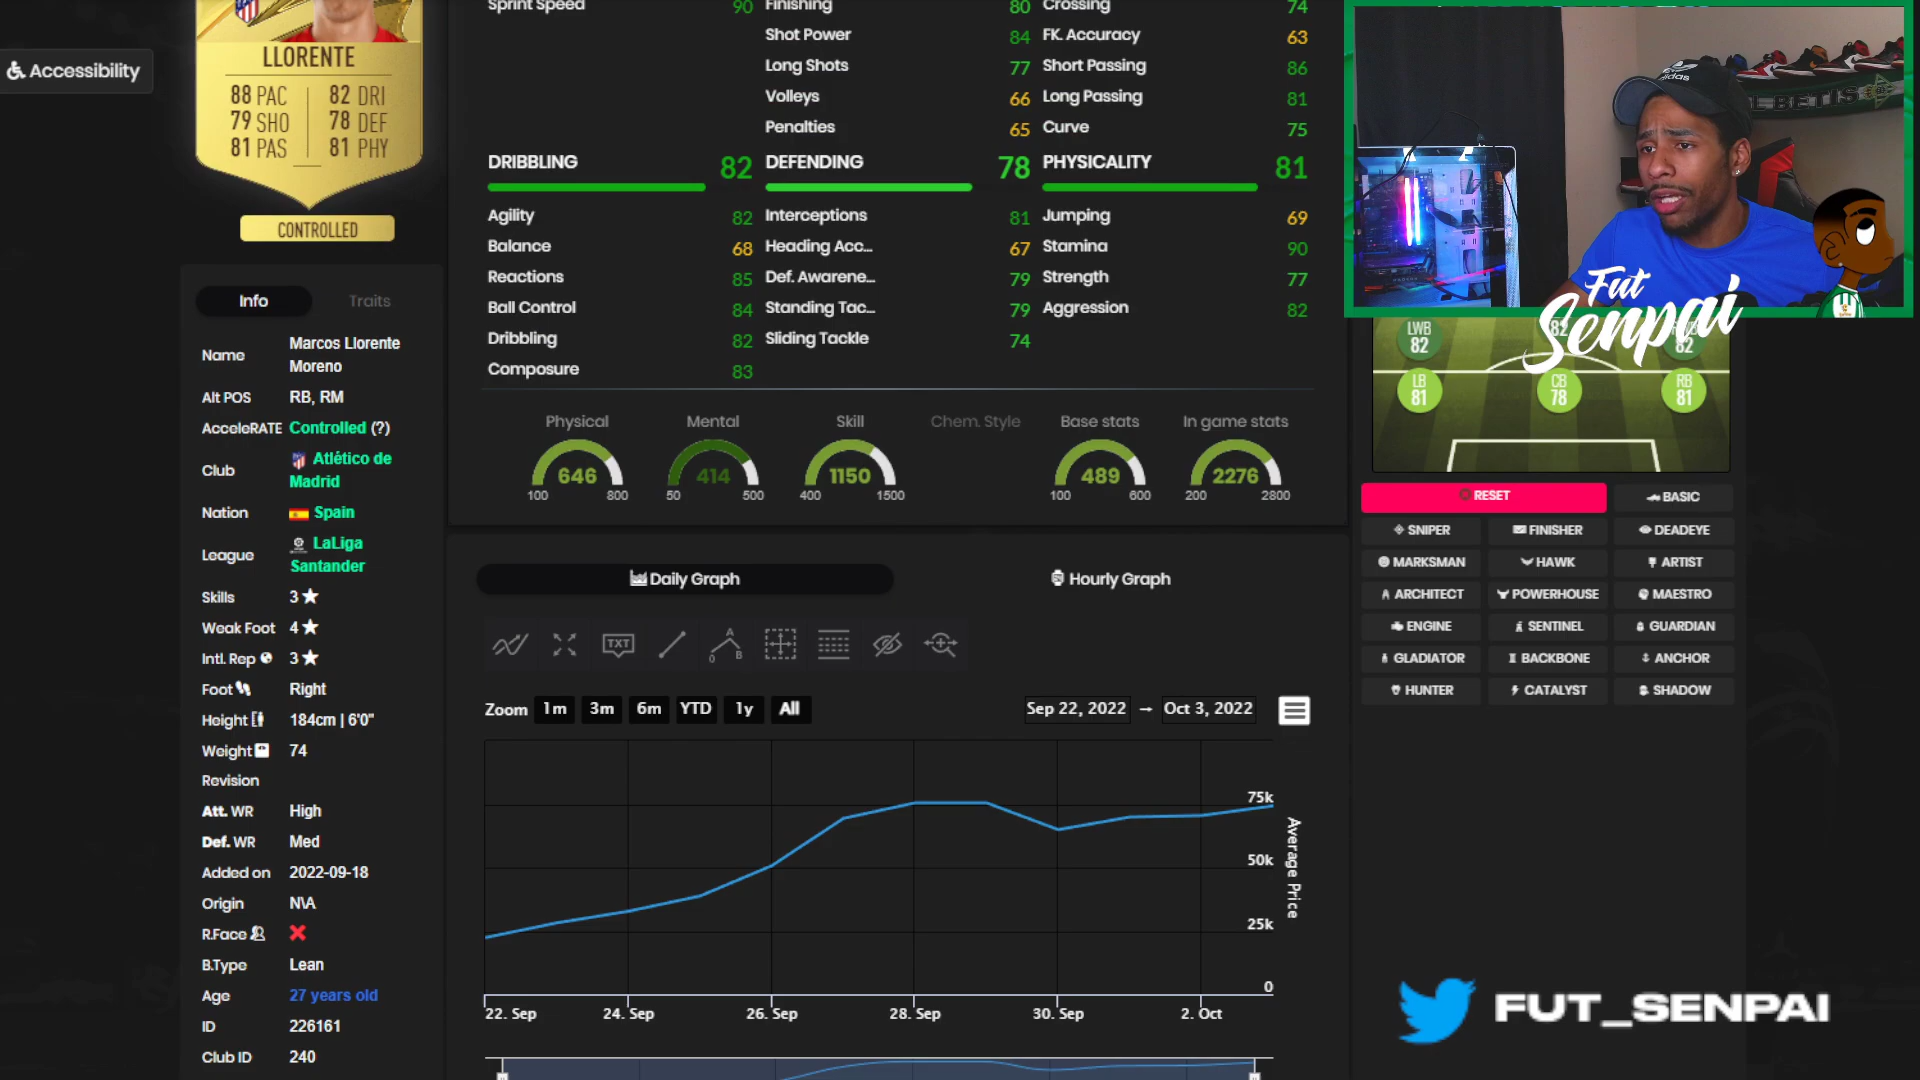 Accessibility
LLORENTE
88 PAC 82 DRI
79 SHO 78 DEF
81 PAS 81 PHY
CONTROLLED
Info Traits
Name Marcos Llorente Moreno
Alt POS RB, RM
AcceleRATE Controlled (?)
Club Atlético de Madrid
Nation Spain
League LaLiga Santander
Skills 3
Weak Foot 4
Intl. Rep 3
Foot Right
Height 184cm | 6'0"
Weight 74
Revision
Att. WR High
Def. WR Med
Added on 2022-09-18
Origin N\A
R.Face
B.Type Lean
Age 27 years old
ID 226161
Club ID 240
Sprint Speed 90
Finishing 80
Shot Power 84
Long Shots 77
Volleys 66
Penalties 65
Crossing 74
FK. Accuracy 63
Short Passing 86
Long Passing 81
Curve 75
DRIBBLING 82
Agility 82
Balance 68
Reactions 85
Ball Control 84
Dribbling 82
Composure 83
DEFENDING 78
Interceptions 81
Heading Acc... 67
Def. Awarene... 79
Standing Tac... 79
Sliding Tackle 74
PHYSICALITY 81
Jumping 69
Stamina 90
Strength 77
Aggression 82
Physical Mental Skill Chem. Style Base stats In game stats
646 414 1150 489 2276
100 800 50 500 400 1500 100 600 200 2800
Daily Graph Hourly Graph
TXT
A
0 B
Zoom 1m 3m 6m YTD 1y All
Sep 22, 2022 → Oct 3, 2022
75k
50k
25k
0
Average Price
22. Sep 24. Sep 26. Sep 28. Sep 30. Sep 2. Oct
adidas
L BETIS
Fut
Senpai
LWB
82
82
82
LB
81
CB
78
RB
81
RESET BASIC
SNIPER FINISHER DEADEYE
MARKSMAN HAWK ARTIST
ARCHITECT POWERHOUSE MAESTRO
ENGINE SENTINEL GUARDIAN
GLADIATOR BACKBONE ANCHOR
HUNTER CATALYST SHADOW
FUT_SENPAI